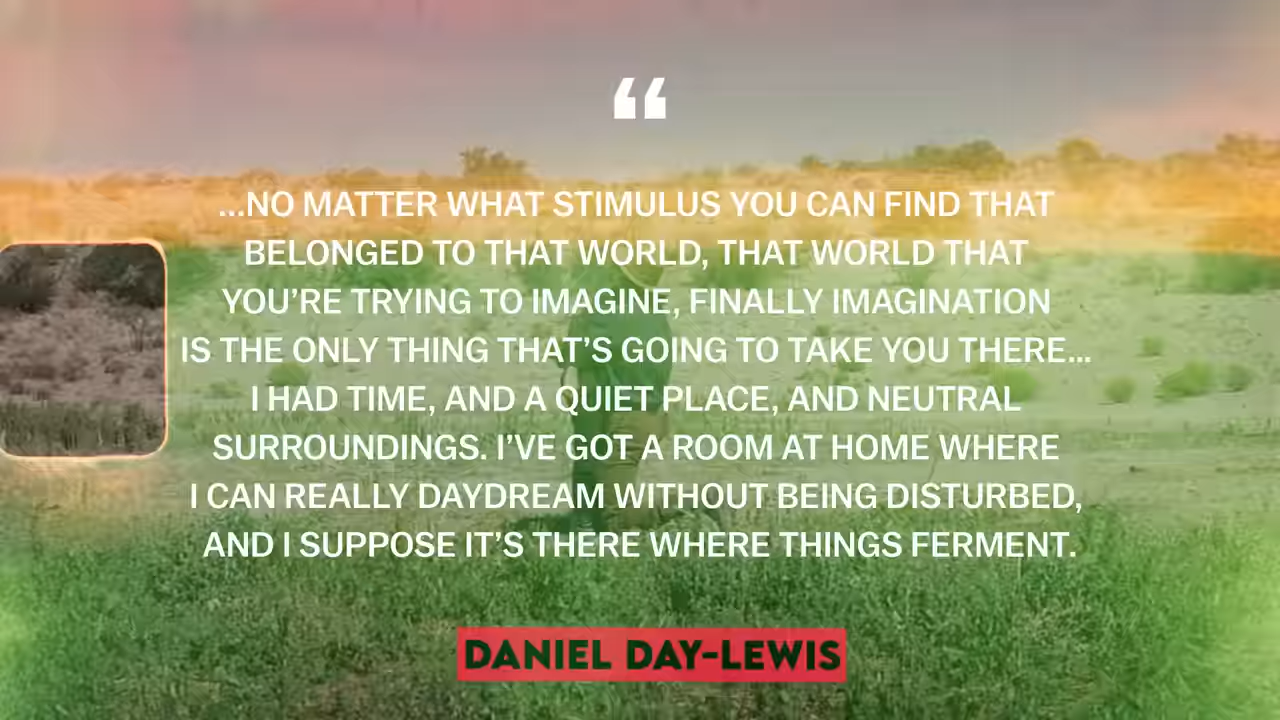 “
...NO MATTER WHAT STIMULUS YOU CAN FIND THAT
BELONGED TO THAT WORLD, THAT WORLD THAT
YOU’RE TRYING TO IMAGINE, FINALLY IMAGINATION
IS THE ONLY THING THAT’S GOING TO TAKE YOU THERE...
I HAD TIME, AND A QUIET PLACE, AND NEUTRAL
SURROUNDINGS. I’VE GOT A ROOM AT HOME WHERE
I CAN REALLY DAYDREAM WITHOUT BEING DISTURBED,
AND I SUPPOSE IT’S THERE WHERE THINGS FERMENT.
DANIEL DAY-LEWIS